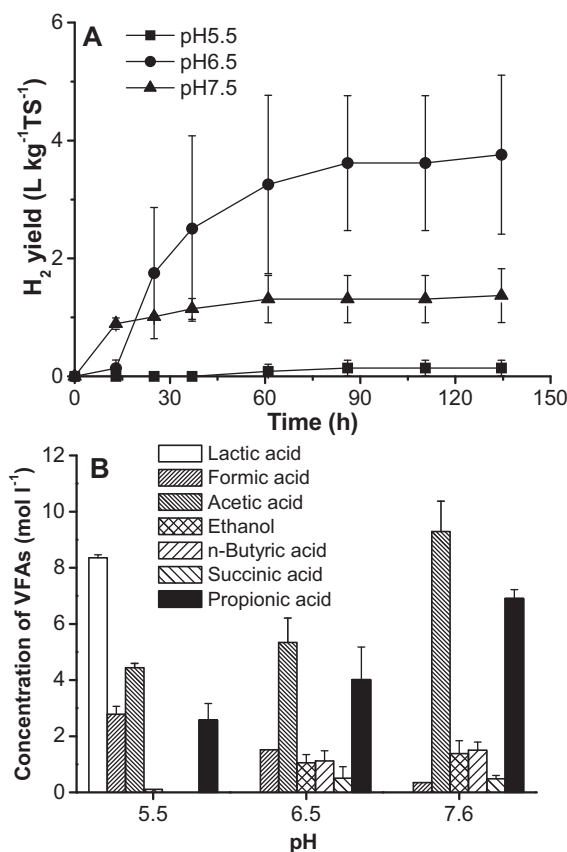 A
pH5.5
pH6.5
pH7.5
H₂ yield (L kg⁻¹TS⁻¹)
6
4
2
0
0 30 60 90 120 150
Time (h)
B
Lactic acid
Formic acid
Acetic acid
Ethanol
n-Butyric acid
Succinic acid
Propionic acid
Concentration of VFAs (mol l⁻¹)
12
10
8
6
4
2
0
5.5 6.5 7.6
pH